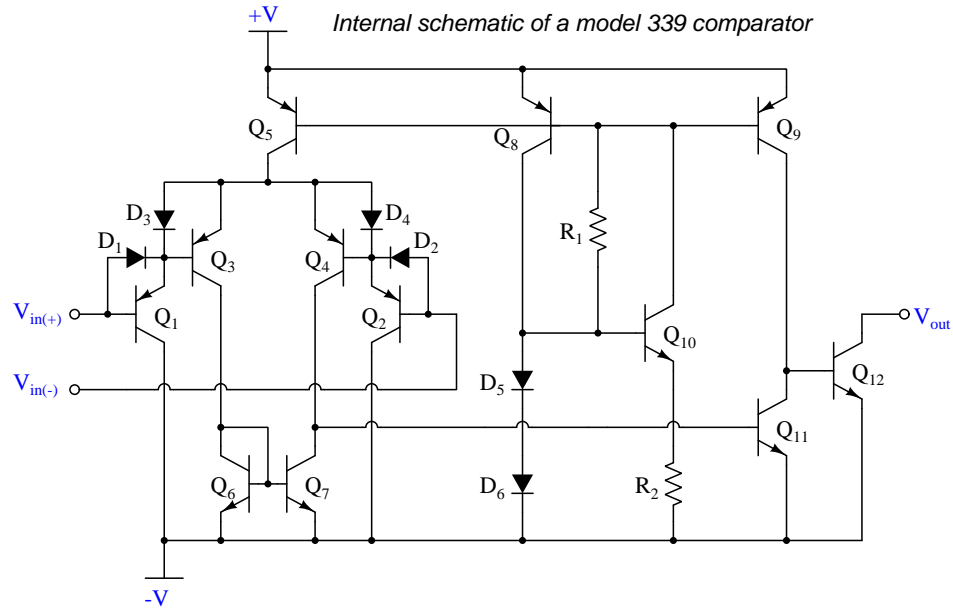 +V
Internal schematic of a model 339 comparator
Q5
Q8
Q9
D3
D4
D1
D2
R1
Q3
Q4
Vin(+)
Q1
Q2
Vout
Q10
Vin(-)
D5
Q12
Q11
Q6
Q7
D6
R2
-V